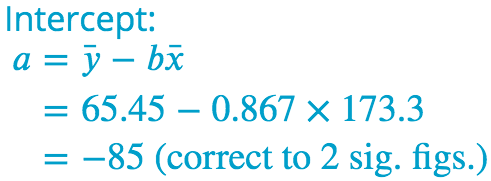 Intercept:
a = ȳ − bx̄
= 65.45 − 0.867 × 173.3
= −85 (correct to 2 sig. figs.)